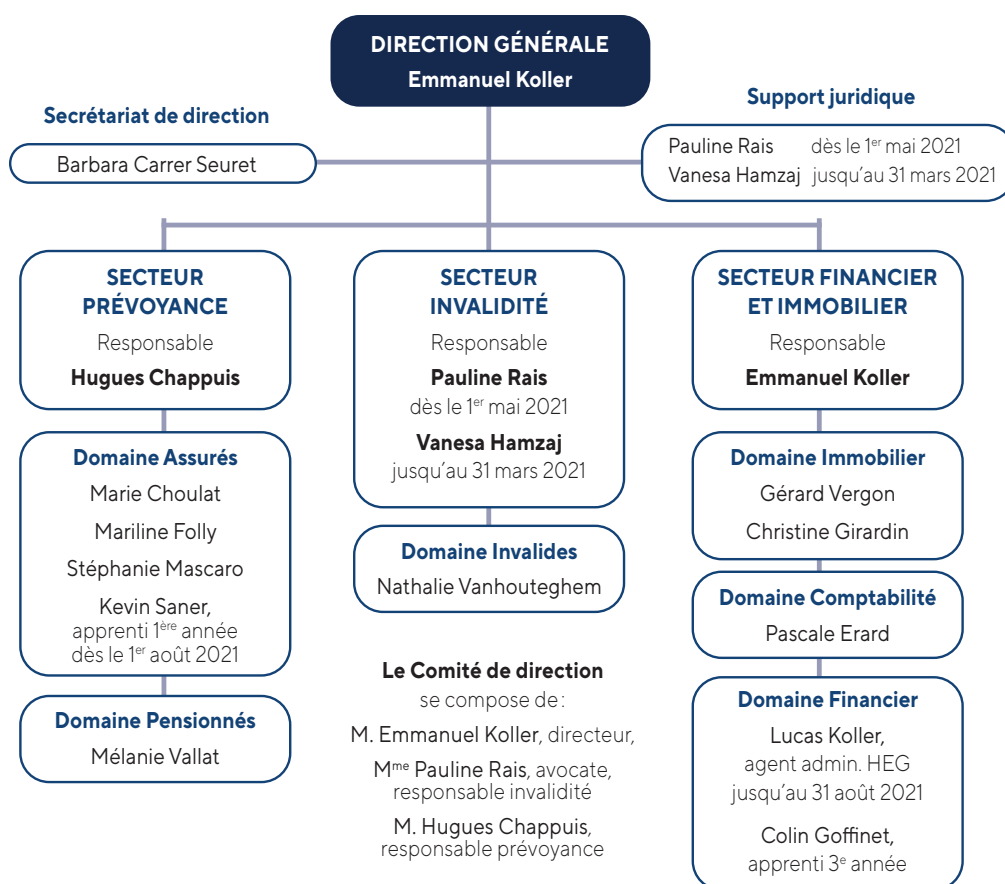 DIRECTION GÉNÉRALE
Emmanuel Koller
Secrétariat de direction
Barbara Carrer Seuret
Support juridique
Pauline Rais dès le 1er mai 2021
Vanesa Hamzaj jusqu'au 31 mars 2021
SECTEUR
PRÉVOYANCE
Responsable
Hugues Chappuis
Domaine Assurés
Marie Choulat
Mariline Folly
Stéphanie Mascaro
Kevin Saner,
apprenti 1ère année
dès le 1er août 2021
Domaine Pensionnés
Mélanie Vallat
SECTEUR
INVALIDITÉ
Responsable
Pauline Rais
dès le 1er mai 2021
Vanesa Hamzaj
jusqu'au 31 mars 2021
Domaine Invalides
Nathalie Vanhouteghem
Le Comité de direction
se compose de :
M. Emmanuel Koller, directeur,
Mme Pauline Rais, avocate,
responsable invalidité
M. Hugues Chappuis,
responsable prévoyance
SECTEUR FINANCIER
ET IMMOBILIER
Responsable
Emmanuel Koller
Domaine Immobilier
Gérard Vergon
Christine Girardin
Domaine Comptabilité
Pascale Erard
Domaine Financier
Lucas Koller,
agent admin. HEG
jusqu'au 31 août 2021
Colin Goffinet,
apprenti 3e année